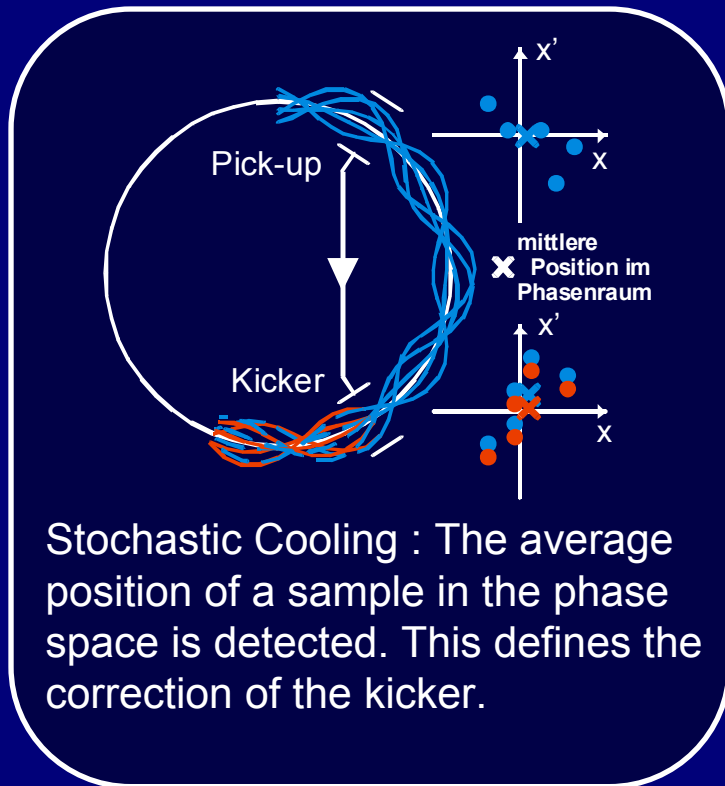 x’
Pick-up
x
mittlere
Position im
Phasenraum
x’
Kicker
x
Stochastic Cooling : The average
position of a sample in the phase
space is detected. This defines the
correction of the kicker.